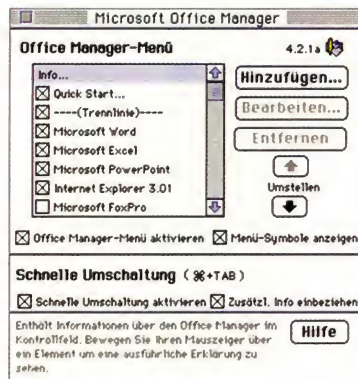 Microsoft Office Manager
Office Manager-Menü
4.2.1a
Info...
Quick Start...
----(Trennlinie)----
Microsoft Word
Microsoft Excel
Microsoft PowerPoint
Internet Explorer 3.01
Microsoft FoxPro
Hinzufügen...
Bearbeiten...
Entfernen
Umstellen
Office Manager-Menü aktivieren
Menü-Symbole anzeigen
Schnelle Umschaltung (⌘+TAB)
Schnelle Umschaltung aktivieren
Zusätzl. Info einbeziehen
Enthält Informationen über den Office Manager im
Kontrollfeld. Bewegen Sie Ihren Mauszeiger über
ein Element um eine ausführliche Erklärung zu
sehen.
Hilfe